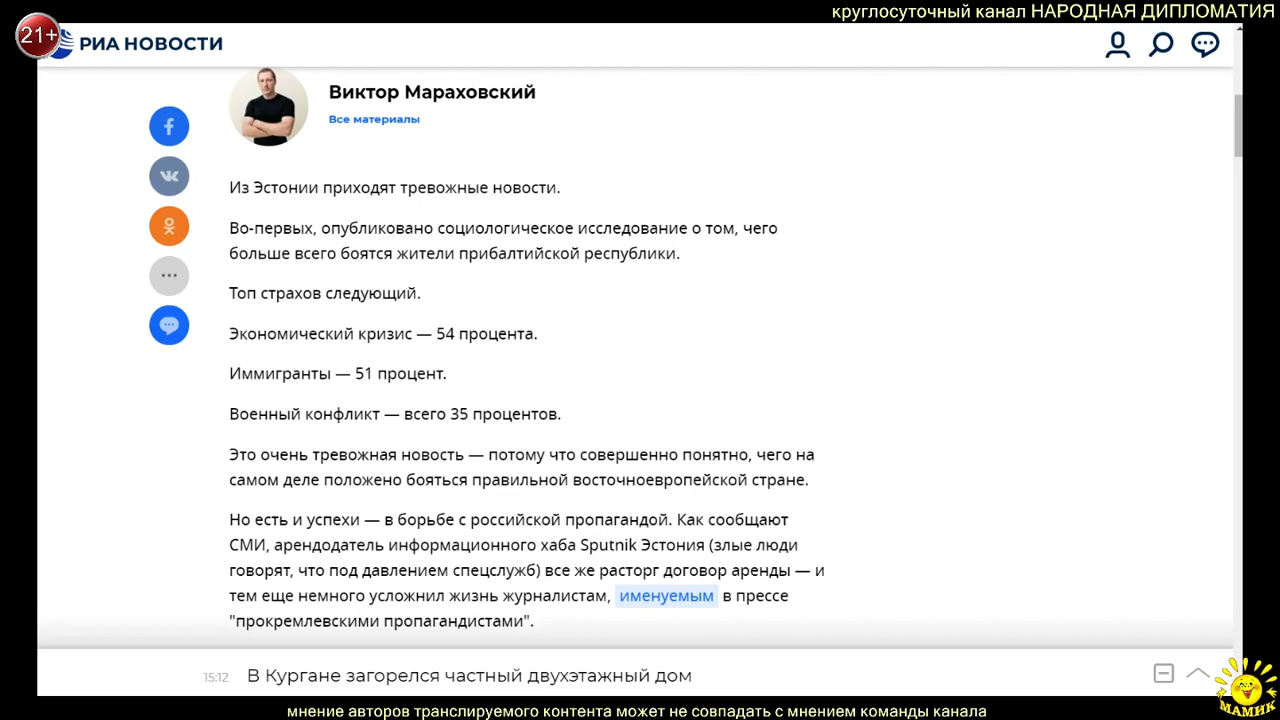 круглосуточный канал НАРОДНАЯ ДИПЛОМАТИЯ
21+
РИА НОВОСТИ
Виктор Мараховский
Все материалы
Из Эстонии приходят тревожные новости.
Во-первых, опубликовано социологическое исследование о том, чего
больше всего боятся жители прибалтийской республики.
Топ страхов следующий.
Экономический кризис — 54 процента.
Иммигранты — 51 процент.
Военный конфликт — всего 35 процентов.
Это очень тревожная новость — потому что совершенно понятно, чего на
самом деле положено бояться правильной восточноевропейской стране.
Но есть и успехи — в борьбе с российской пропагандой. Как сообщают
СМИ, арендодатель информационного хаба Sputnik Эстония (злые люди
говорят, что под давлением спецслужб) все же расторг договор аренды — и
тем еще немного усложнил жизнь журналистам, именуемым в прессе
"прокремлевскими пропагандистами".
15:12 В Кургане загорелся частный двухэтажный дом
МАМИК
мнение авторов транслируемого контента может не совпадать с мнением команды канала